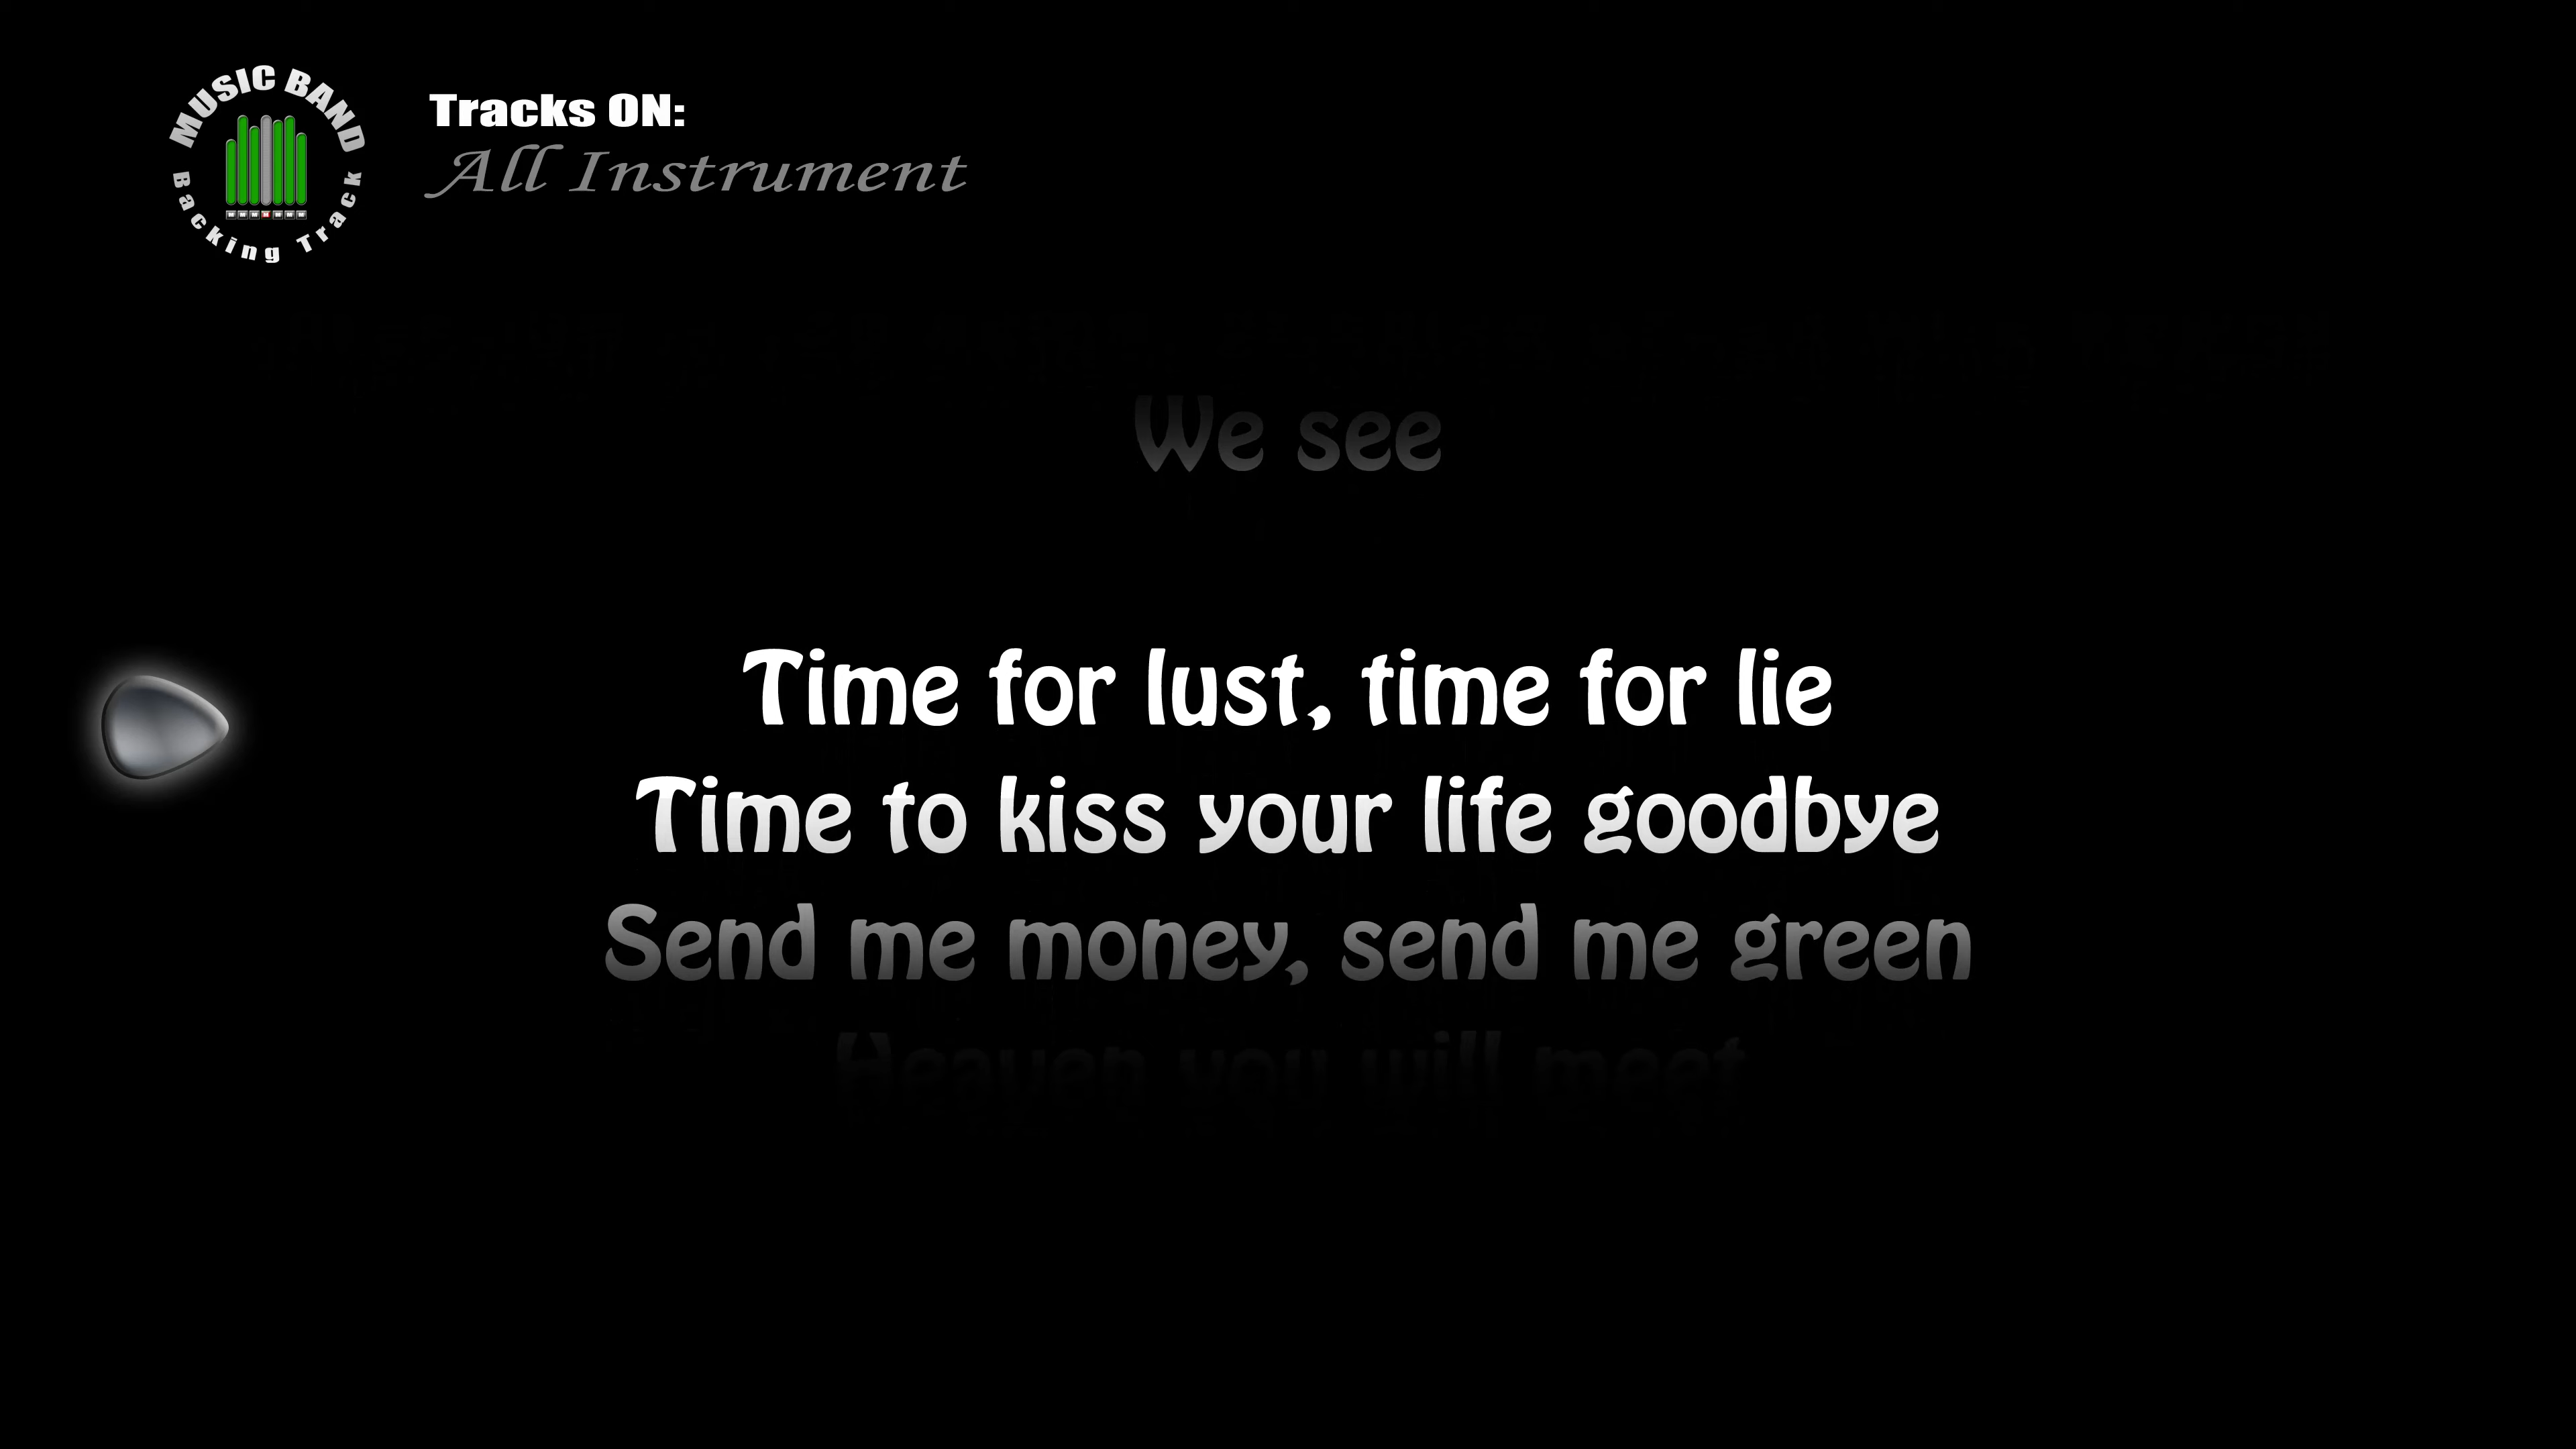 MUSIC BAND
Backing Track
Tracks ON:
All Instrument
We see
Time for lust, time for lie
Time to kiss your life goodbye
Send me money, send me green
Heaven you will meet